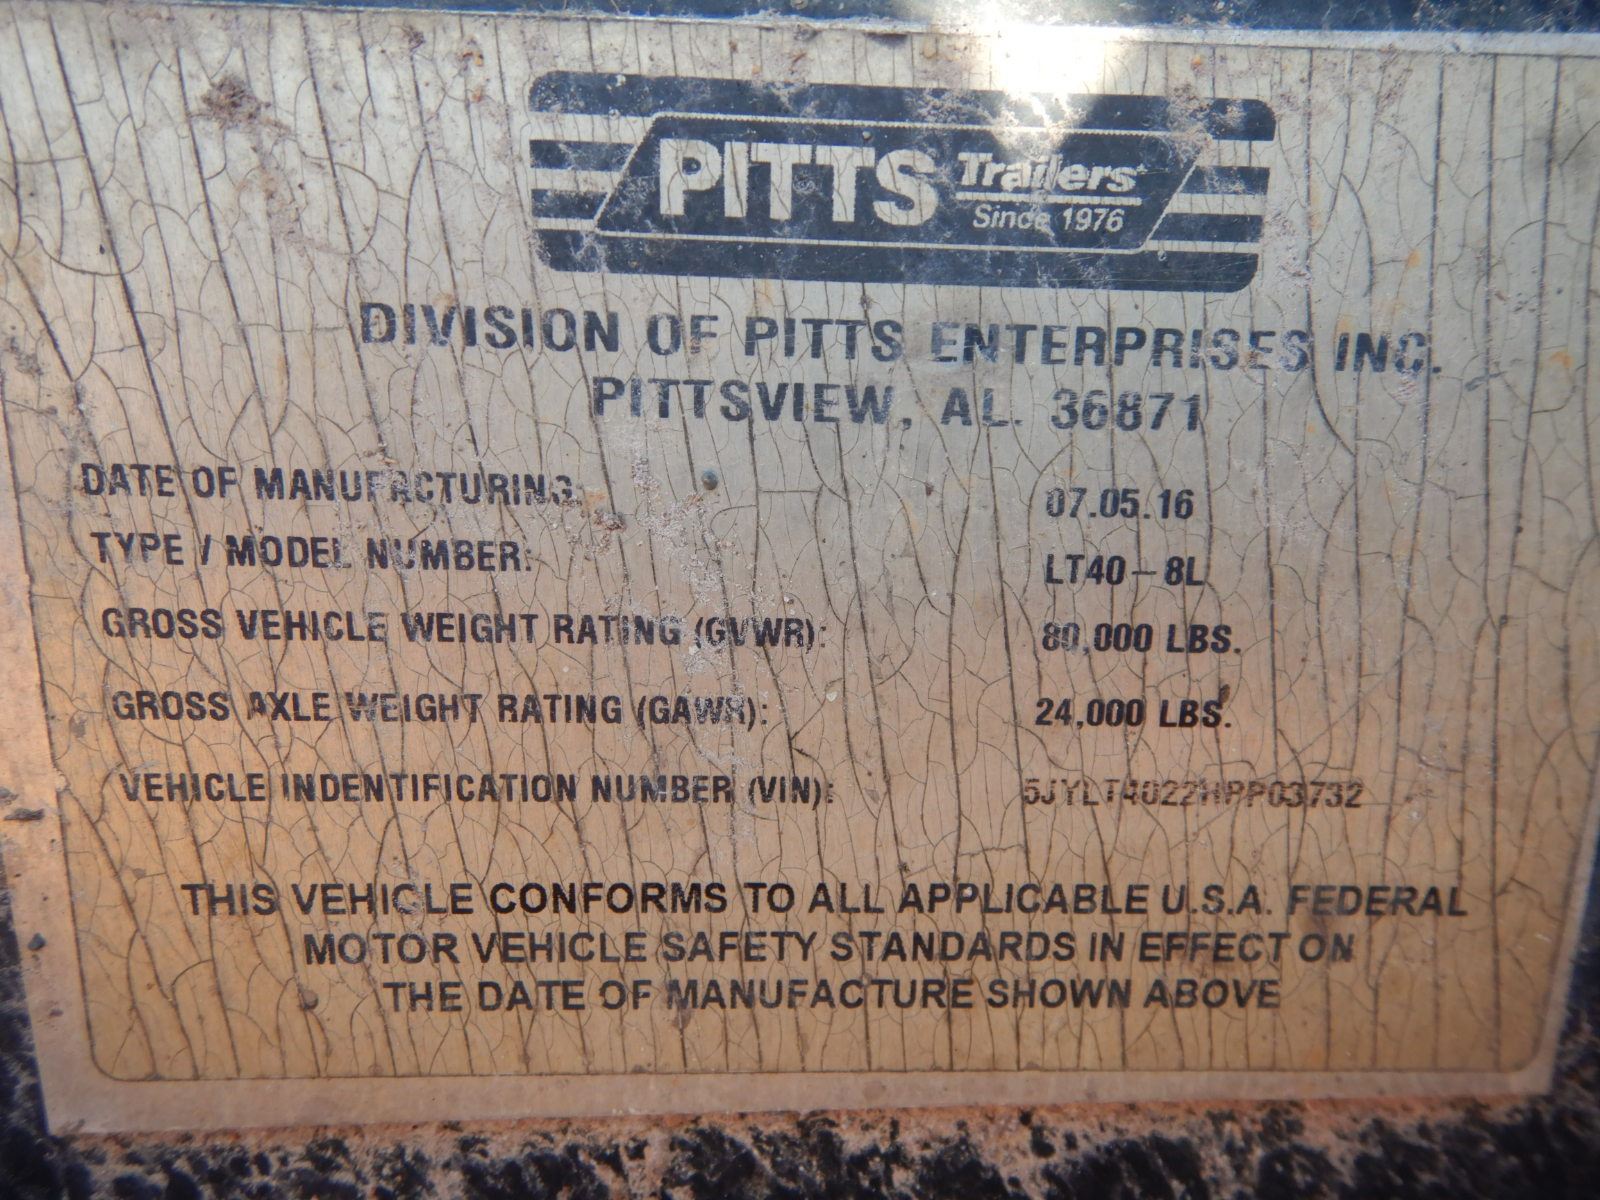 PITTS Trailers
Since 1976
DIVISION OF PITTS ENTERPRISES INC.
PITTSVIEW, AL. 36871
DATE OF MANUFACTURING: 07.05.16
TYPE / MODEL NUMBER: LT40-8L
GROSS VEHICLE WEIGHT RATING (GVWR): 80,000 LBS.
GROSS AXLE WEIGHT RATING (GAWR): 24,000 LBS.
VEHICLE INDENTIFICATION NUMBER (VIN): 5JYLT4022HPP03732
THIS VEHICLE CONFORMS TO ALL APPLICABLE U.S.A. FEDERAL
MOTOR VEHICLE SAFETY STANDARDS IN EFFECT ON
THE DATE OF MANUFACTURE SHOWN ABOVE